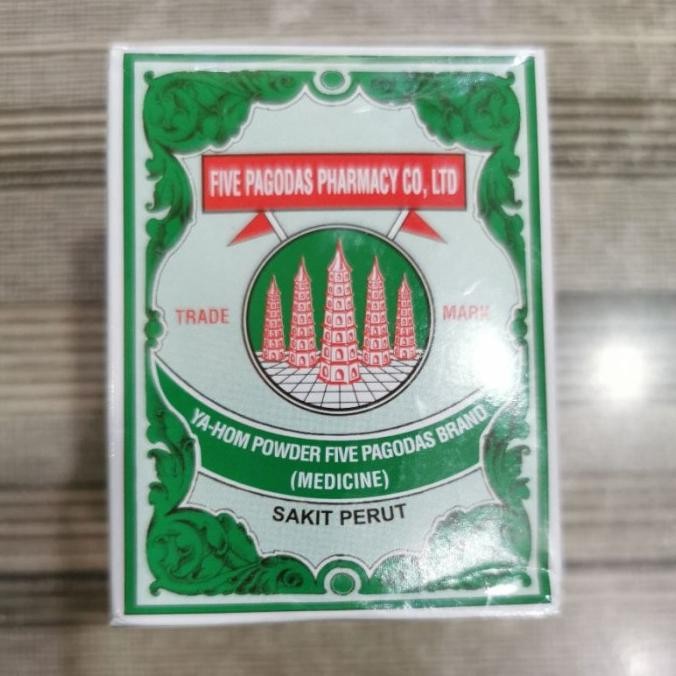 FIVE PAGODAS PHARMACY CO, LTD
TRADE MARK
YA-HOM POWDER FIVE PAGODAS BRAND
(MEDICINE)
SAKIT PERUT